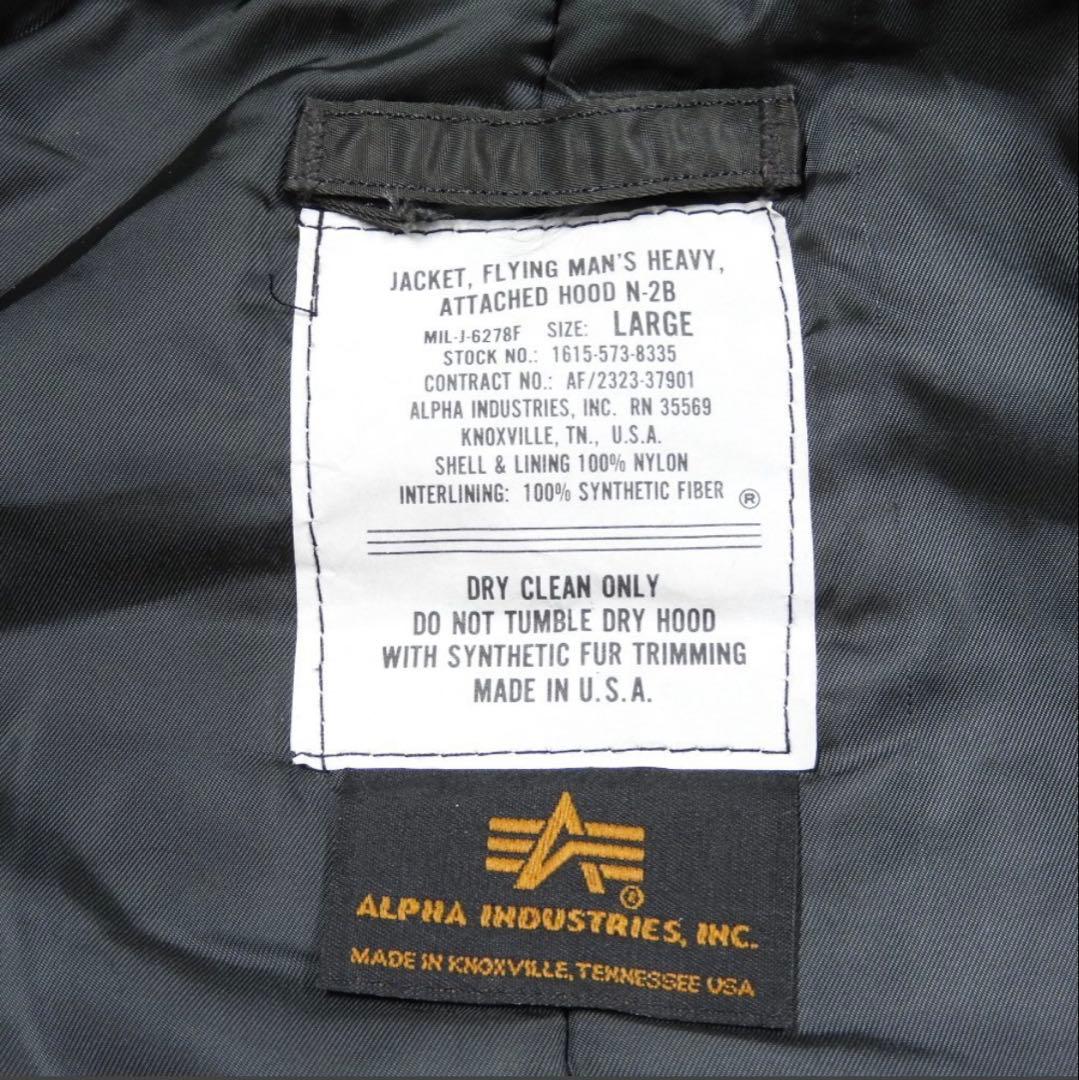 JACKET, FLYING MAN'S HEAVY,
ATTACHED HOOD N-2B
MIL-J-6278F SIZE: LARGE
STOCK NO.: 1615-573-8335
CONTRACT NO.: AF/2323-37901
ALPHA INDUSTRIES, INC. RN 35569
KNOXVILLE, TN., U.S.A.
SHELL & LINING 100% NYLON
INTERLINING: 100% SYNTHETIC FIBER ®
DRY CLEAN ONLY
DO NOT TUMBLE DRY HOOD
WITH SYNTHETIC FUR TRIMMING
MADE IN U.S.A.
®
ALPHA INDUSTRIES, INC.
MADE IN KNOXVILLE, TENNESSEE USA